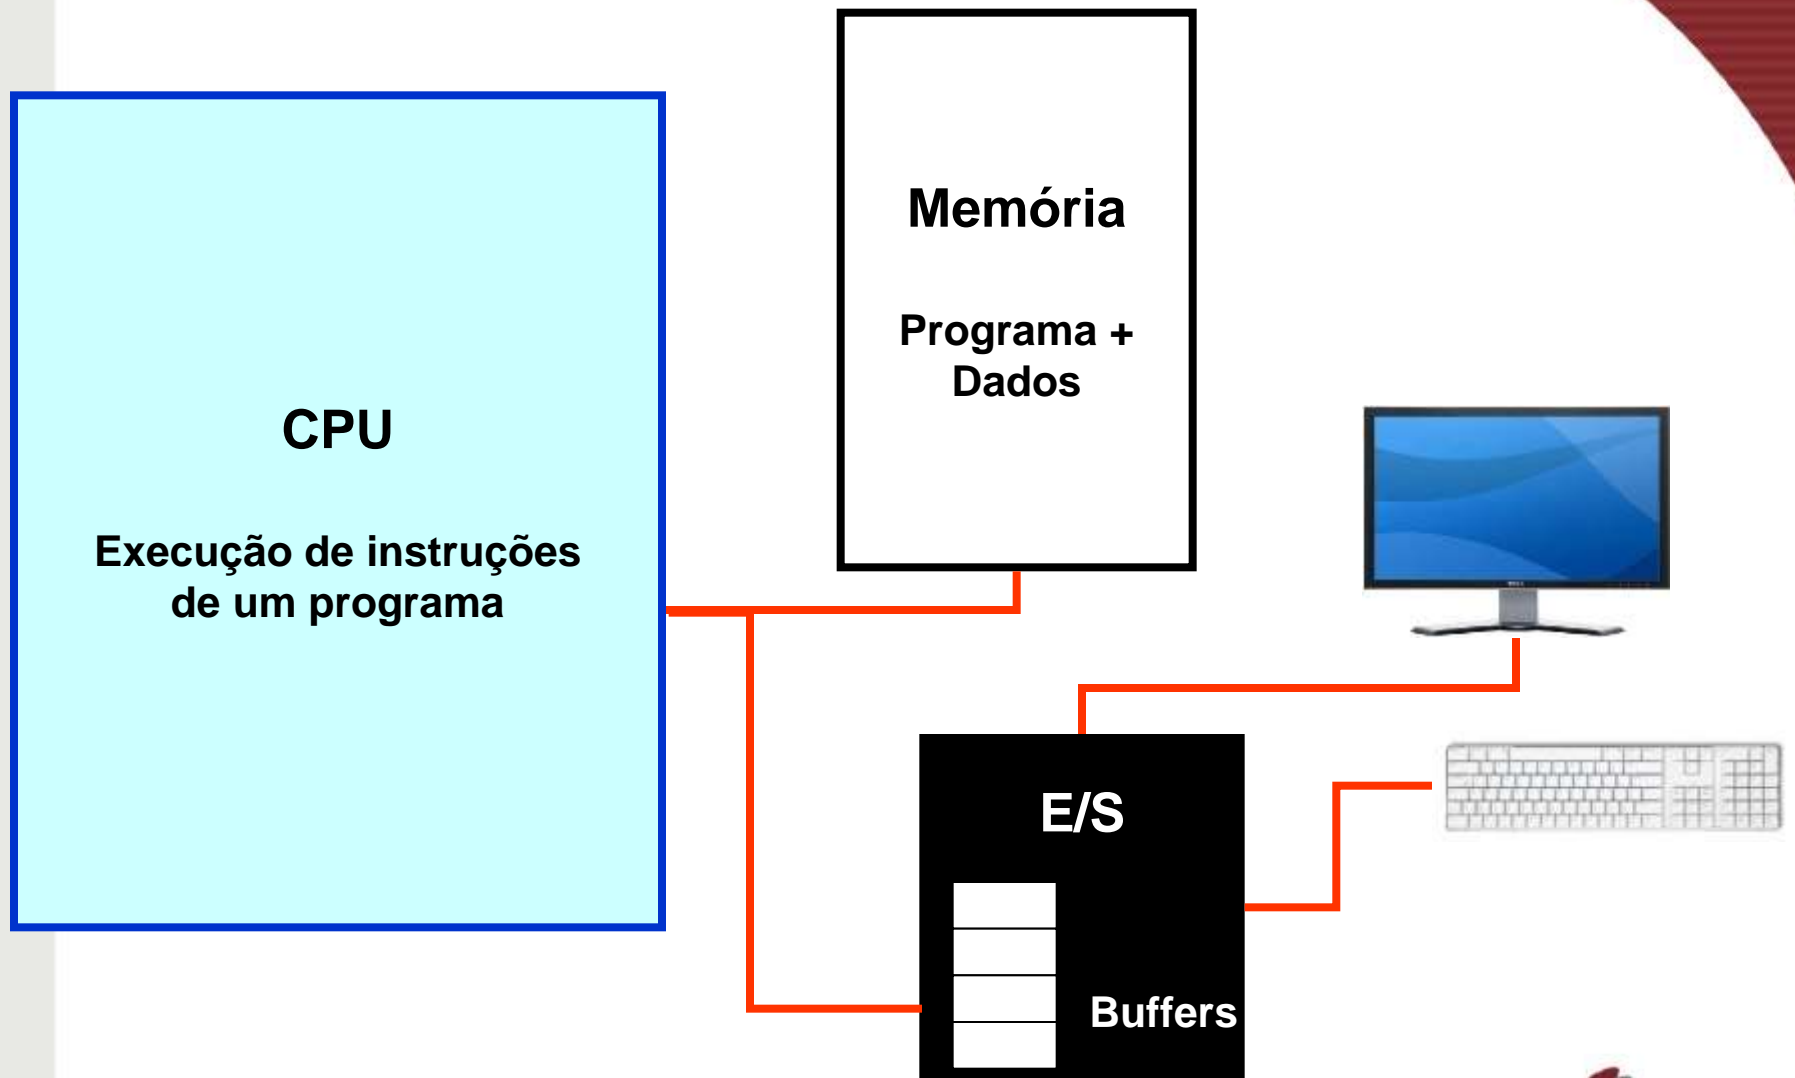 CPU
Execução de instruções
de um programa
Memória
Programa +
Dados
E/S
Buffers